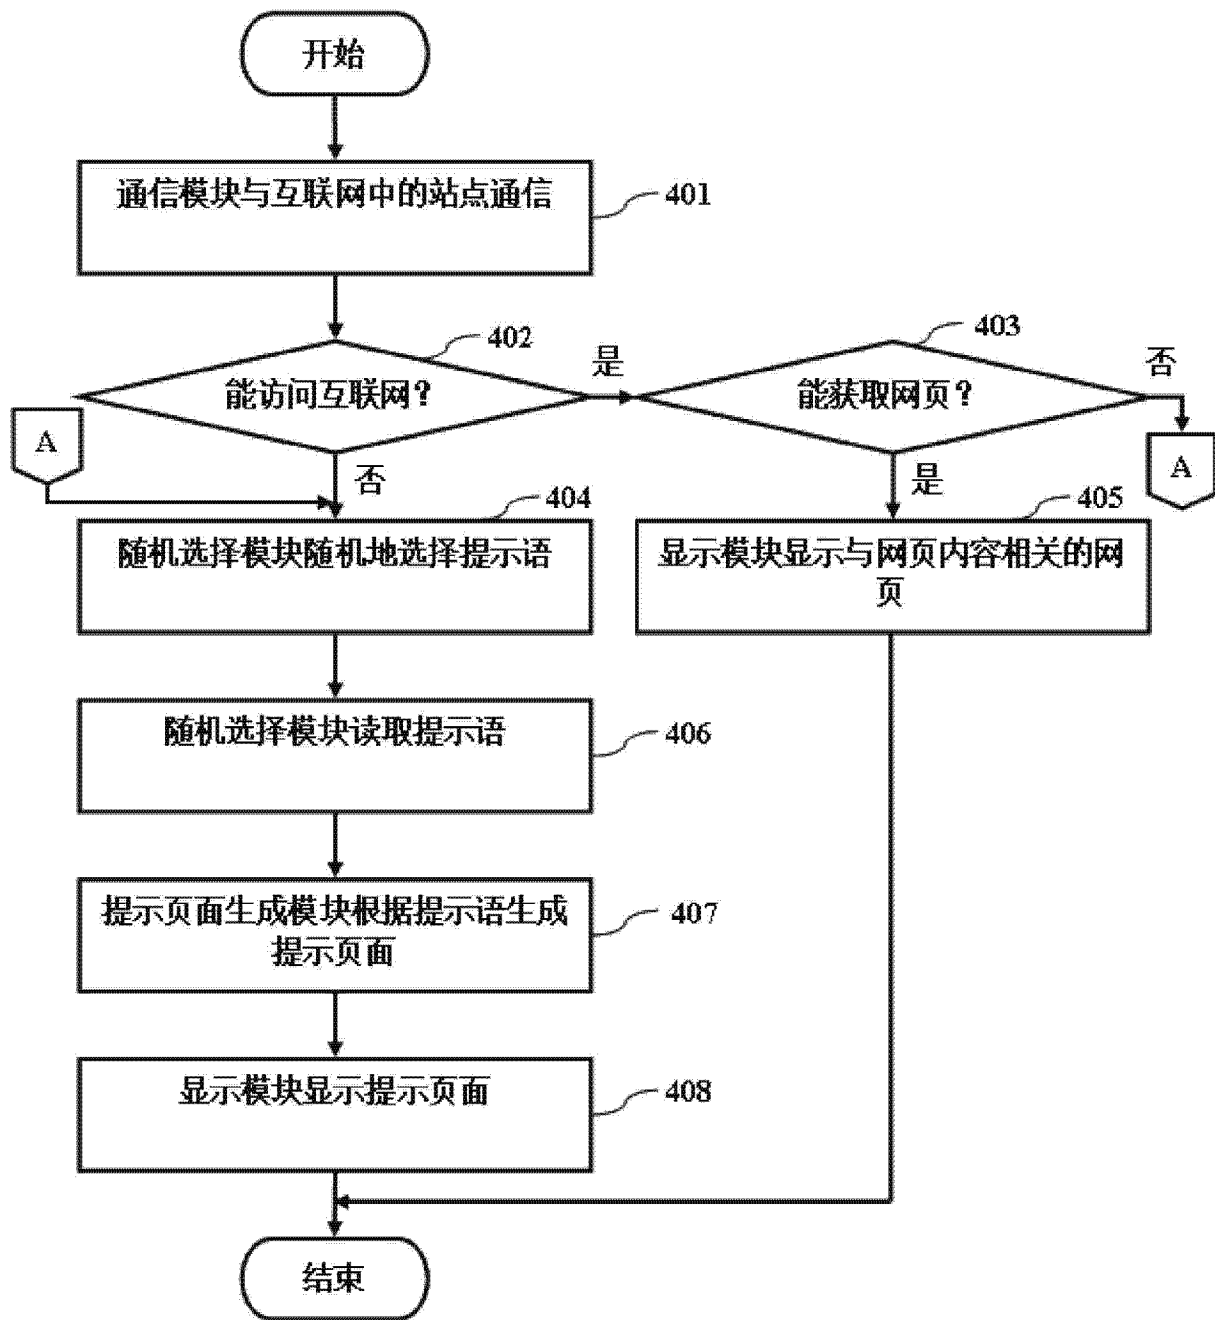 开始
通信模块与互联网中的站点通信
401
402
403
能访问互联网？
是
能获取网页？
否
A
A
否
是
404
405
随机选择模块随机地选择提示语
显示模块显示与网页内容相关的网
页
随机选择模块读取提示语
406
提示页面生成模块根据提示语生成
提示页面
407
显示模块显示提示页面
408
结束